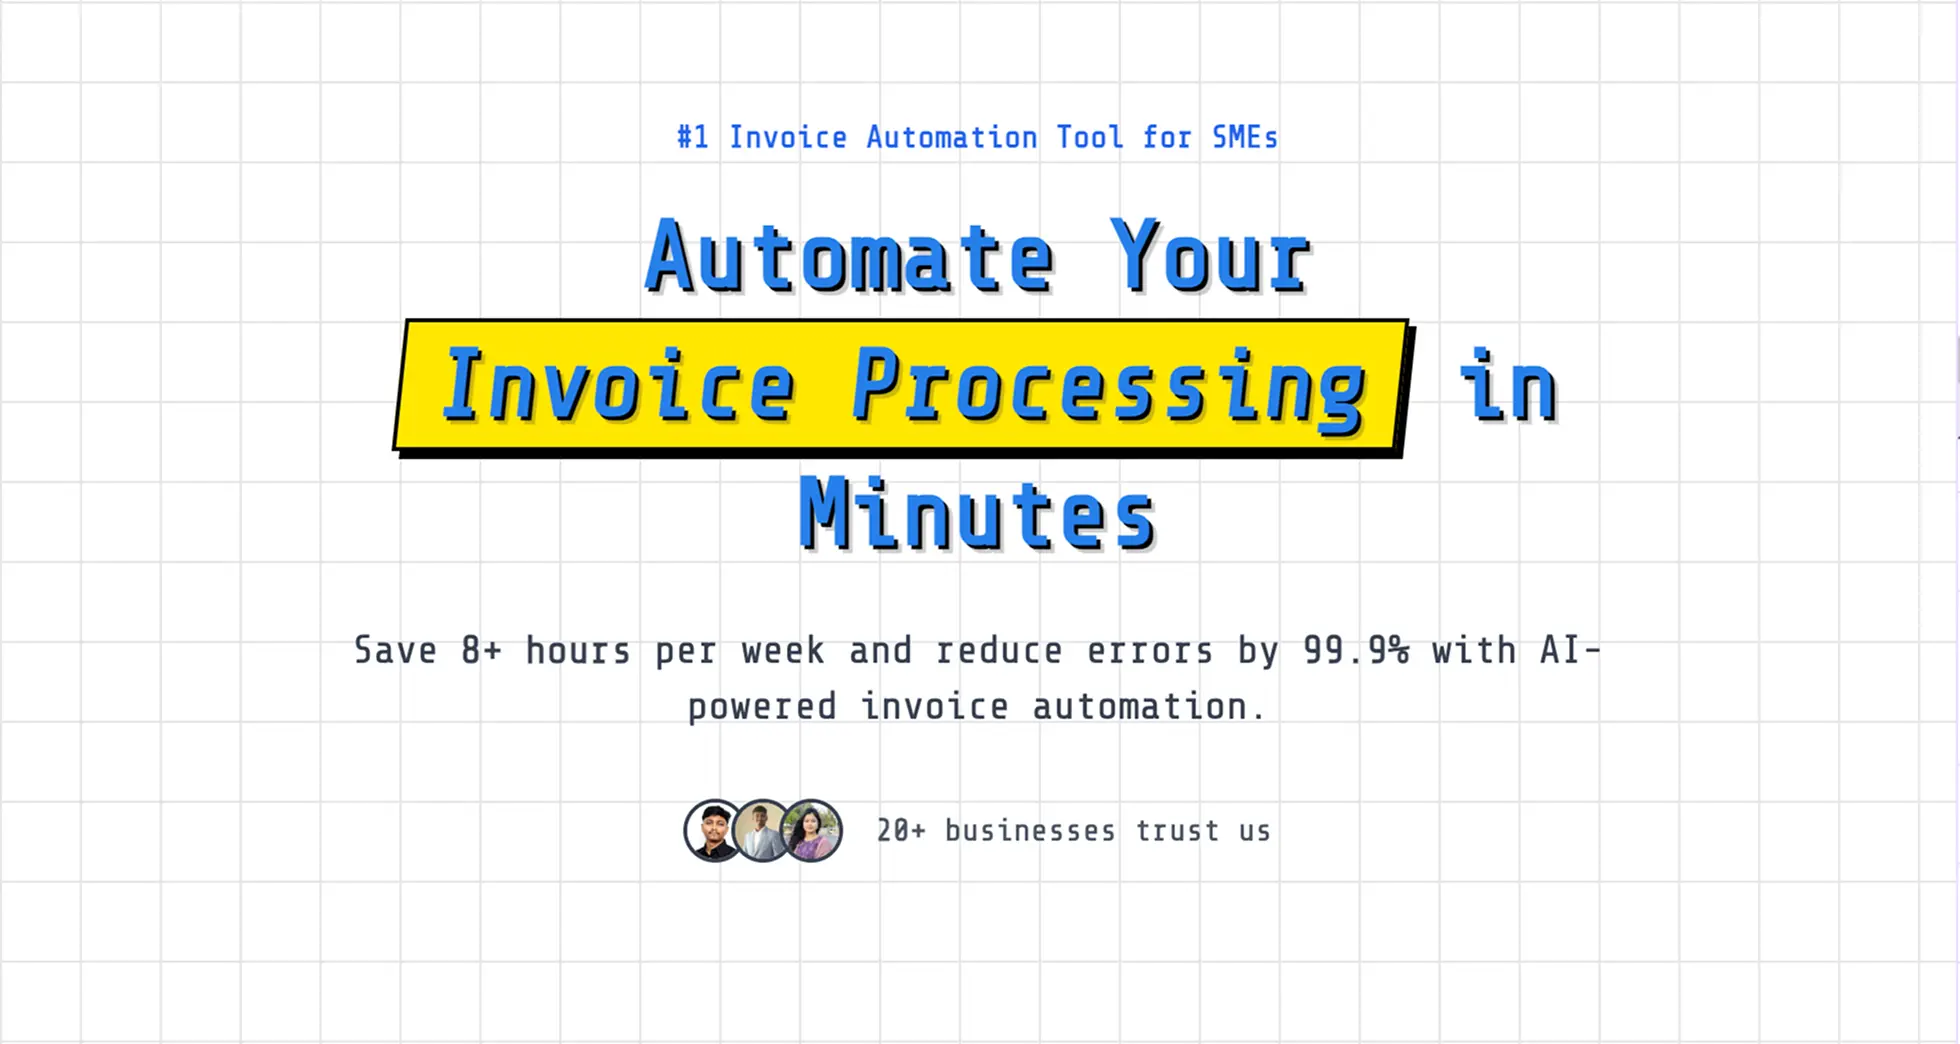 #1 Invoice Automation Tool for SMEs
Automate Your
Invoice Processing in
Minutes
Save 8+ hours per week and reduce errors by 99.9% with AI-
powered invoice automation.
20+ businesses trust us